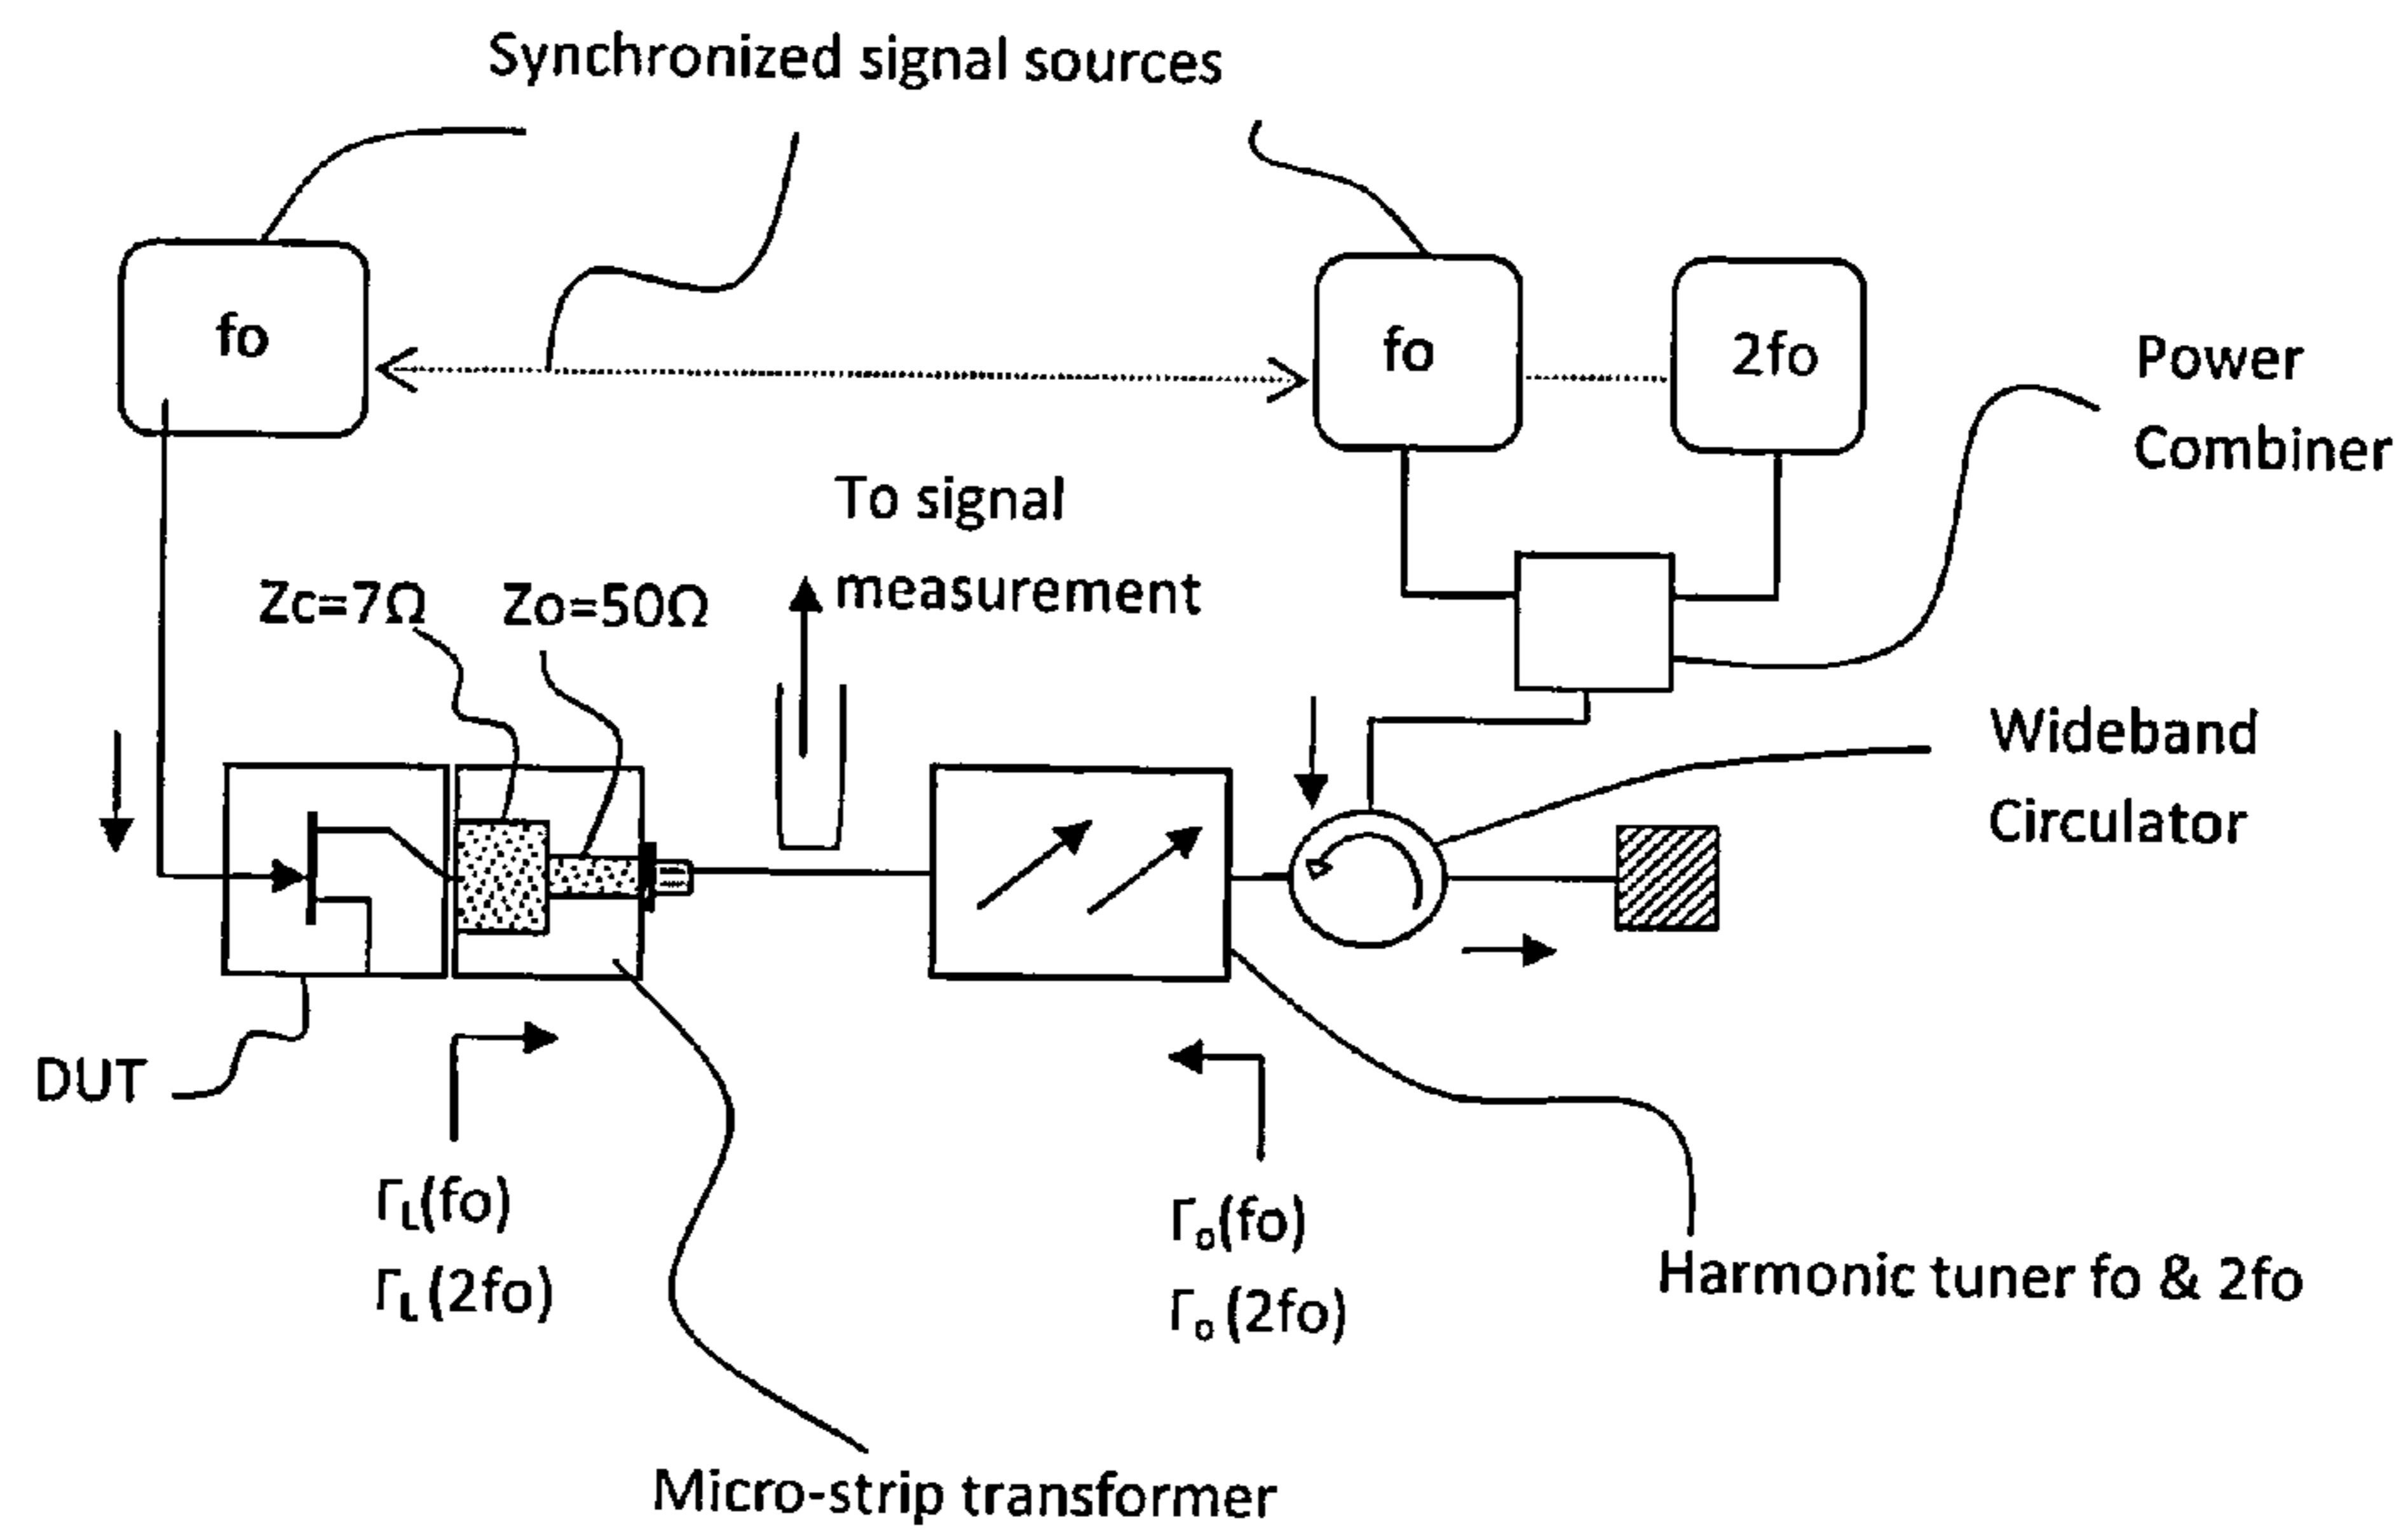 Synchronized signal sources
fo
fo
2fo
Power
Combiner
To signal
measurement
Zc=7Ω
Zo=50Ω
Wideband
Circulator
DUT
ΓL(fo)
ΓL(2fo)
Γo(fo)
Γo(2fo)
Harmonic tuner fo & 2fo
Micro-strip transformer